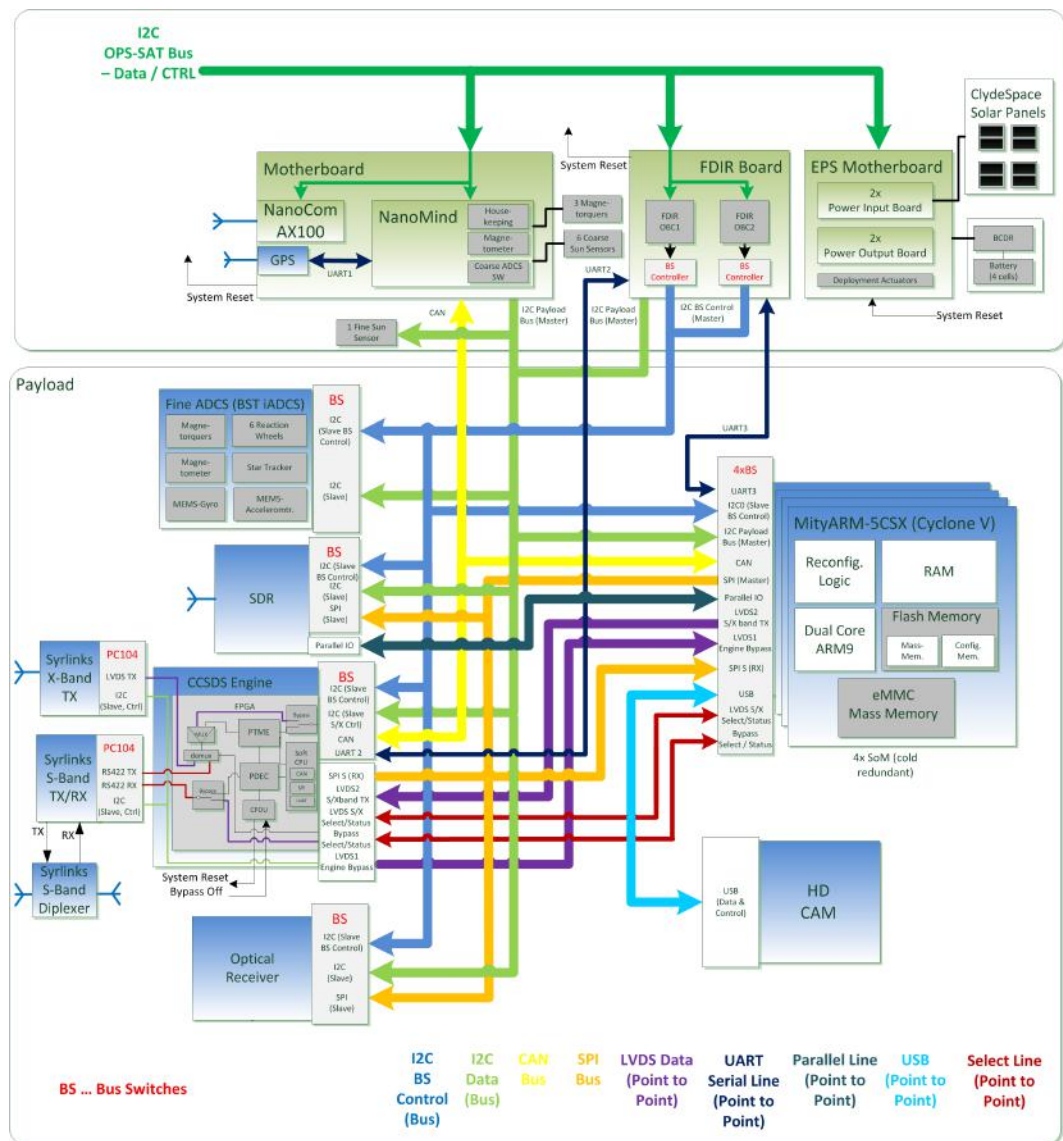 I2C
OPS-SAT Bus
– Data / CTRL
ClydeSpace
Solar Panels
System Reset
Motherboard
NanoCom
AX100
GPS
UART1
NanoMind
House-
keeping
Magne-
tometer
Coarse ADCS
SW
3 Magne-
torquers
6 Coarse
Sun Sensors
System Reset
FDIR Board
FDIR
OBC1
FDIR
OBC2
BS
Controller
BS
Controller
UART2
EPS Motherboard
2x
Power Input Board
2x
Power Output Board
Deployment Actuators
BCDR
Battery
(4 cells)
System Reset
1 Fine Sun
Sensor
CAN
I2C Payload
Bus (Master)
I2C Payload
Bus (Master)
I2C BS Control
(Master)
Payload
Fine ADCS (BST iADCS)
Magne-
torquers
6 Reaction
Wheels
Magne-
tometer
Star Tracker
MEMS-Gyro
MEMS-
Acceleromtr.
BS
I2C
(Slave BS
Control)
I2C
(Slave)
UART3
SDR
BS
I2C (Slave
BS Control)
I2C
(Slave)
SPI
(Slave)
Parallel IO
4xBS
UART3
I2C0 (Slave
BS Control)
I2C Payload
Bus (Master)
CAN
SPI (Master)
Parallel IO
LVDS2
S/X band TX
LVDS1
Engine Bypass
SPI S (RX)
USB
LVDS S/X
Select/Status
Bypass
Select / Status
MityARM-5CSX (Cyclone V)
Reconfig.
Logic
RAM
Dual Core
ARM9
Flash Memory
Mass-
Mem.
Config.
Mem.
eMMC
Mass Memory
4x SoM (cold
redundant)
Syrlinks
X-Band
TX
PC104
LVDS TX
I2C
(Slave, Ctrl)
Syrlinks
S-Band
TX/RX
PC104
RS422 TX
RS422 RX
I2C
(Slave, Ctrl)
TX
RX
Syrlinks
S-Band
Diplexer
CCSDS Engine
FPGA
Bypass
PTME
demux
PDEC
Bypass
CPDU
Soft
CPU
CAN
BS
I2C (Slave
BS Control)
I2C (Slave
S/X Ctrl)
CAN
UART 2
SPI S (RX)
LVDS2
S/Xband TX
LVDS S/X
Select/Status
Bypass
Select/Status
LVDS1
Engine Bypass
System Reset
Bypass Off
USB
(Data &
Control)
HD
CAM
Optical
Receiver
BS
I2C (Slave
BS Control)
I2C
(Slave)
SPI
(Slave)
BS ... Bus Switches
I2C
BS
Control
(Bus)
I2C
Data
(Bus)
CAN
Bus
SPI
Bus
LVDS Data
(Point to
Point)
UART
Serial Line
(Point to
Point)
Parallel Line
(Point to
Point)
USB
(Point to
Point)
Select Line
(Point to
Point)